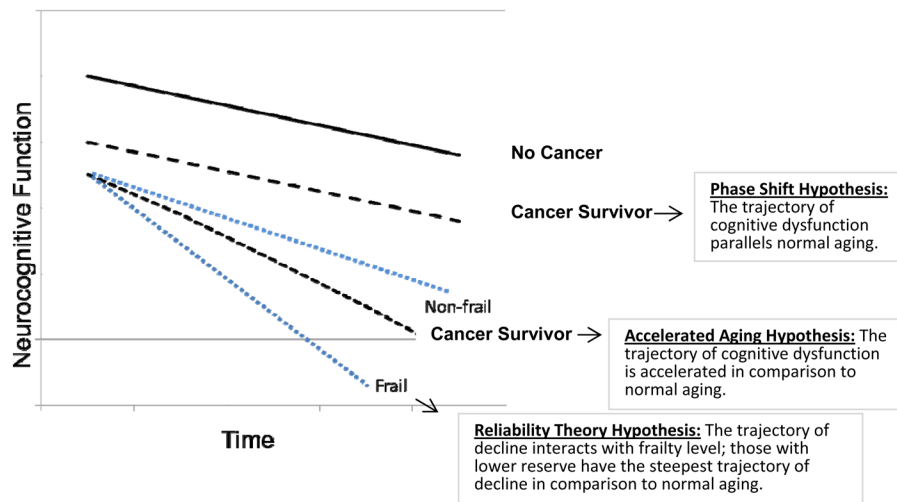 Neurocognitive Function
No Cancer
Cancer Survivor
Phase Shift Hypothesis:
The trajectory of
cognitive dysfunction
parallels normal aging.
Non-frail
Cancer Survivor
Accelerated Aging Hypothesis: The
trajectory of cognitive dysfunction
is accelerated in comparison to
normal aging.
Frail
Time
Reliability Theory Hypothesis: The trajectory of
decline interacts with frailty level; those with
lower reserve have the steepest trajectory of
decline in comparison to normal aging.